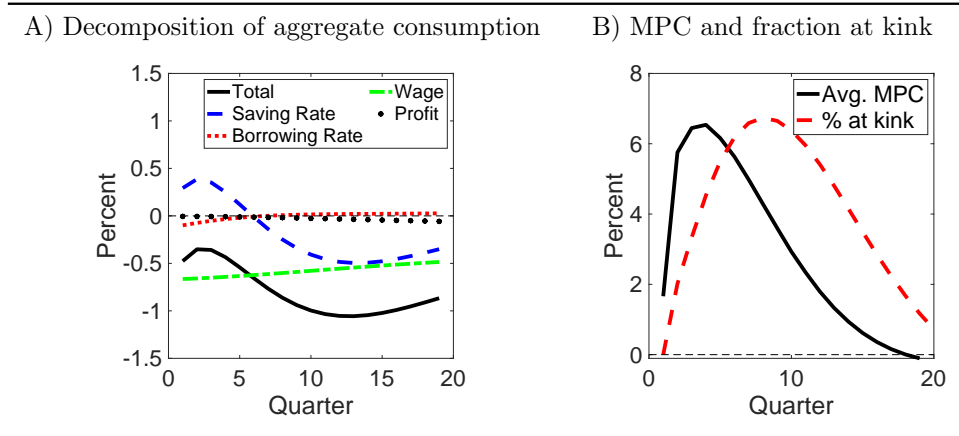 A) Decomposition of aggregate consumption
B) MPC and fraction at kink
1.5
1
0.5
0
-0.5
-1
-1.5
Percent
Total
Saving Rate
Borrowing Rate
Wage
Profit
0
5
10
15
20
Quarter
8
6
4
2
0
Percent
Avg. MPC
% at kink
0
10
20
Quarter